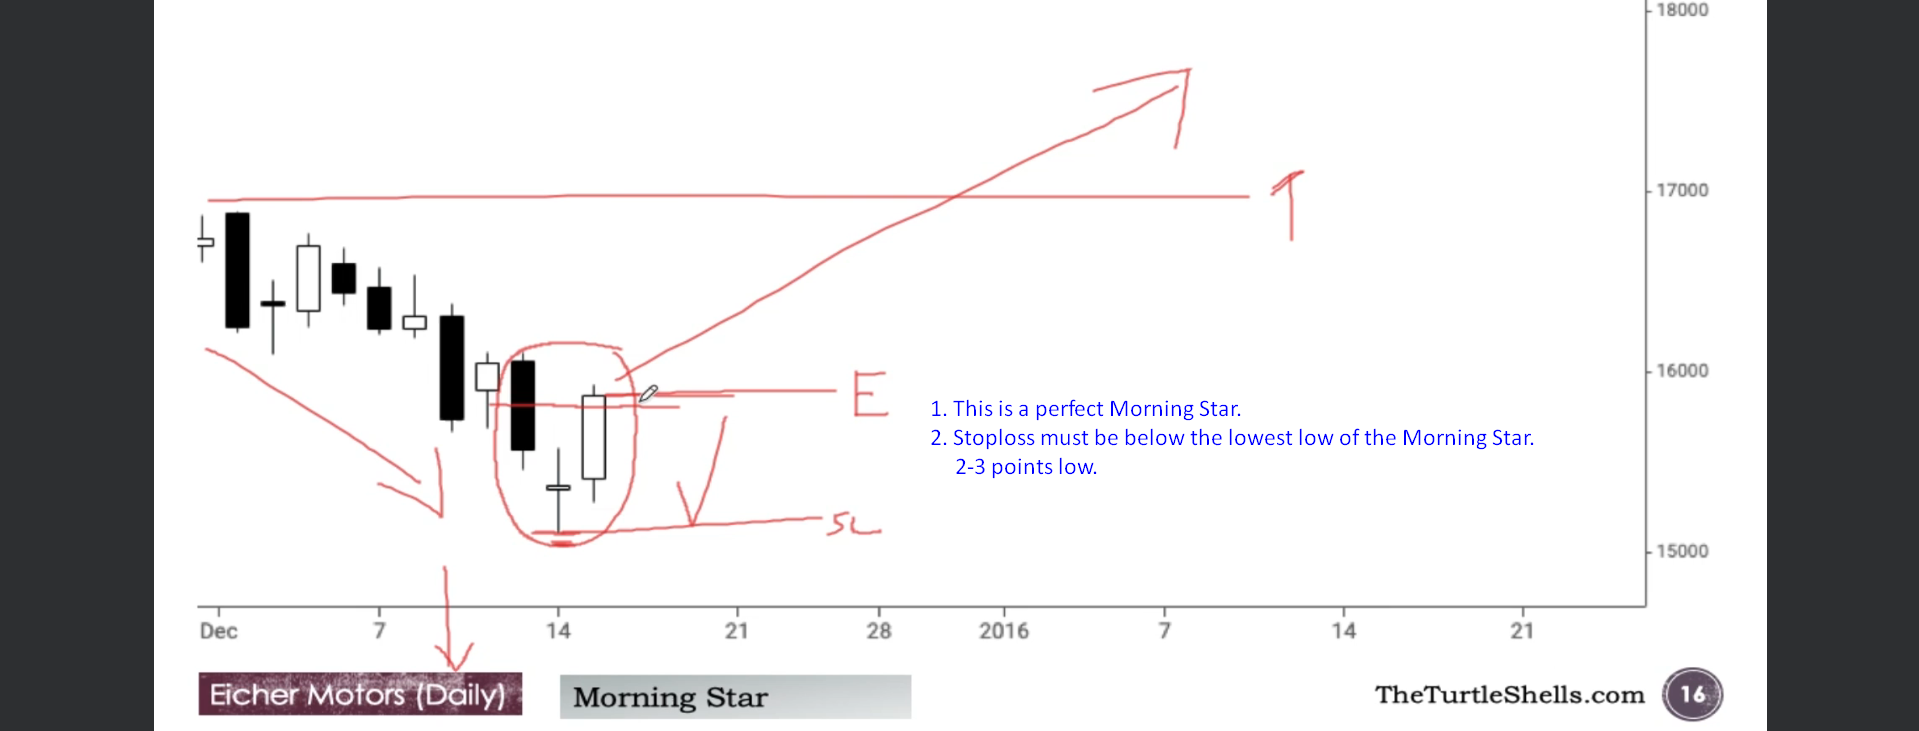 18000
17000
16000
E
1. This is a perfect Morning Star.
2. Stoploss must be below the lowest low of the Morning Star.
2-3 points low.
SL
15000
Dec 7 14 21 28 2016 7 14 21
Eicher Motors (Daily)
Morning Star
TheTurtleShells.com
16